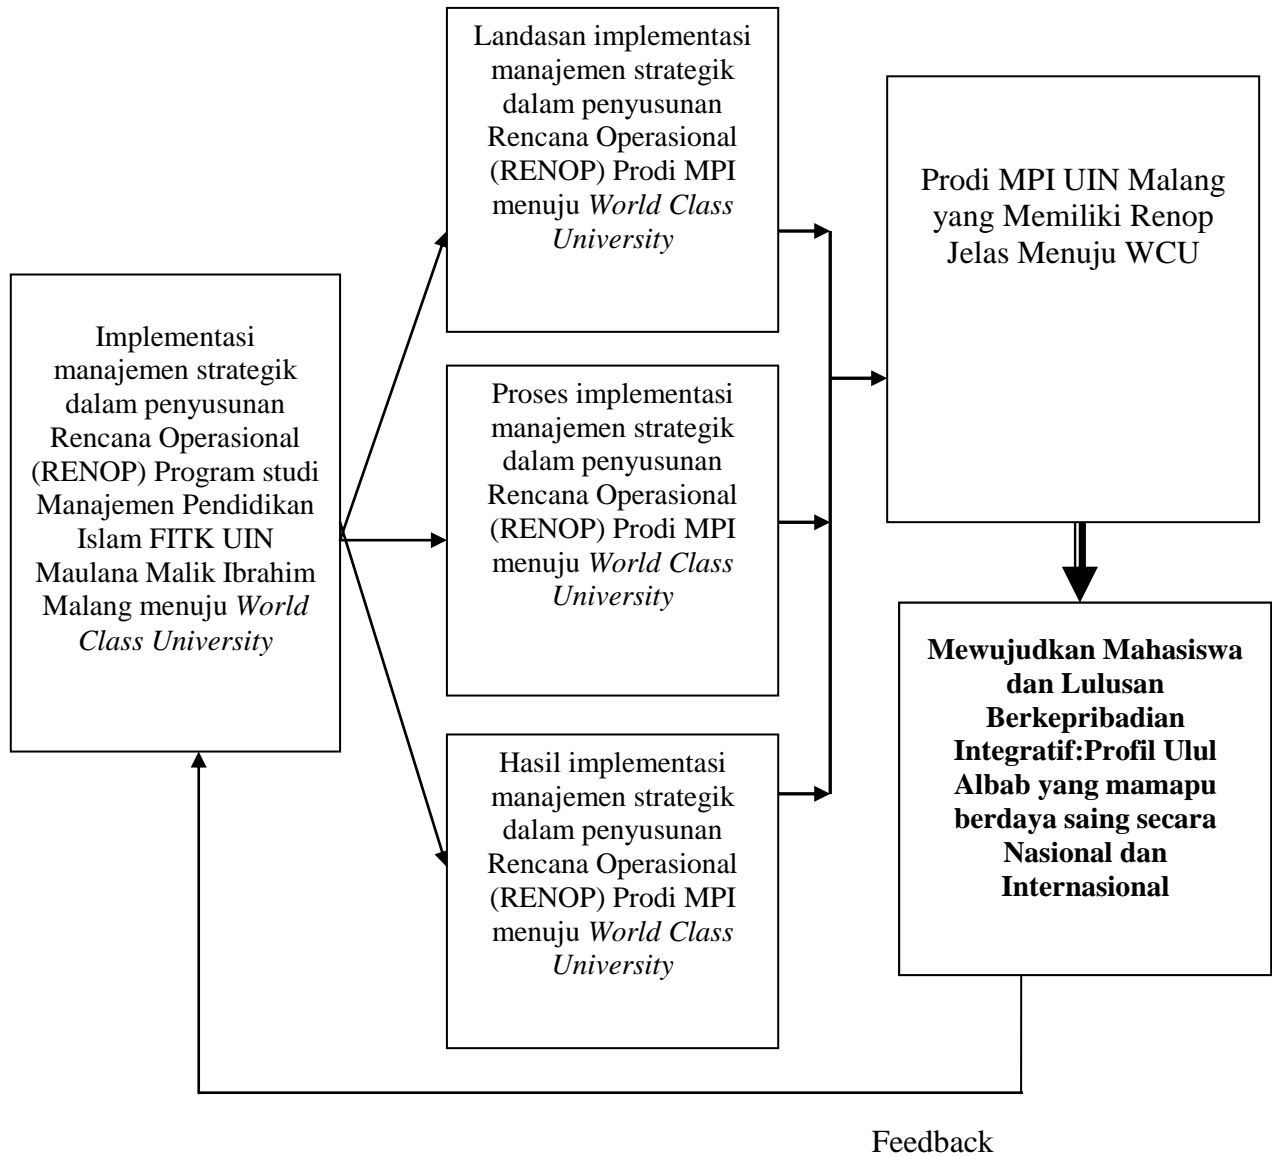 Implementasi
manajemen strategik
dalam penyusunan
Rencana Operasional
(RENOP) Program studi
Manajemen Pendidikan
Islam FITK UIN
Maulana Malik Ibrahim
Malang menuju World
Class University
Landasan implementasi
manajemen strategik
dalam penyusunan
Rencana Operasional
(RENOP) Prodi MPI
menuju World Class
University
Proses implementasi
manajemen strategik
dalam penyusunan
Rencana Operasional
(RENOP) Prodi MPI
menuju World Class
University
Hasil implementasi
manajemen strategik
dalam penyusunan
Rencana Operasional
(RENOP) Prodi MPI
menuju World Class
University
Prodi MPI UIN Malang
yang Memiliki Renop
Jelas Menuju WCU
Mewujudkan Mahasiswa
dan Lulusan
Berkepribadian
Integratif:Profil Ulul
Albab yang mamapu
berdaya saing secara
Nasional dan
Internasional
Feedback